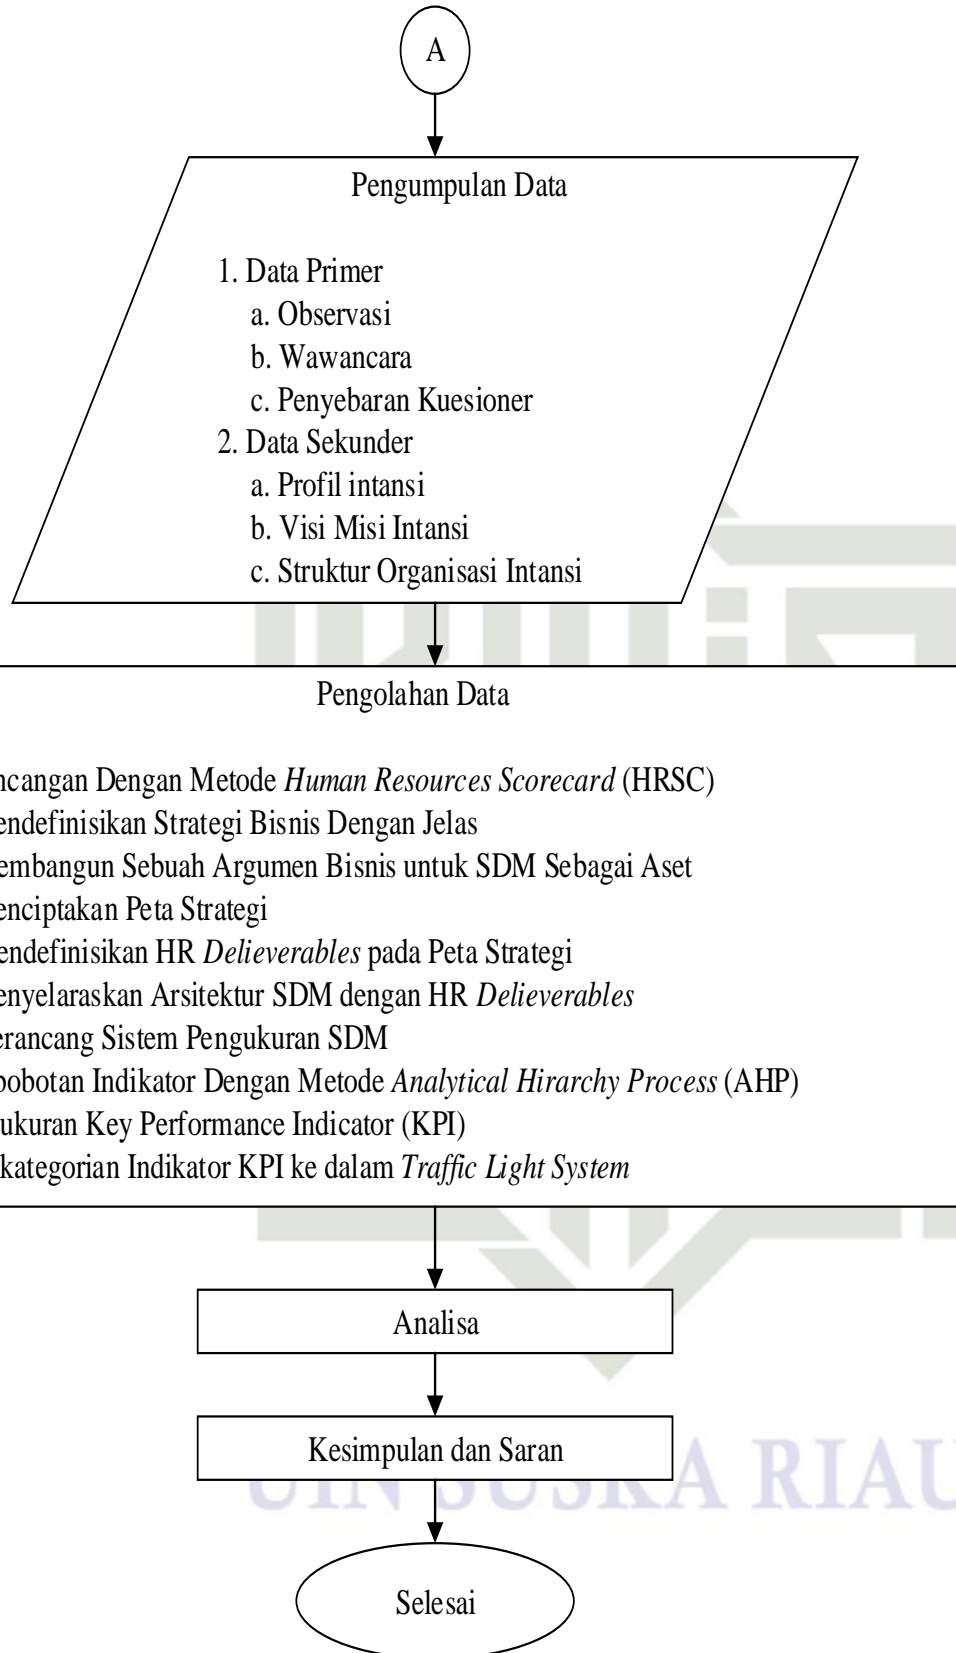 A
Pengumpulan Data
1. Data Primer
a. Observasi
b. Wawancara
c. Penyebaran Kuesioner
2. Data Sekunder
a. Profil intansi
b. Visi Misi Intansi
c. Struktur Organisasi Intansi
Pengolahan Data
ncangan Dengan Metode Human Resources Scorecard (HRSC)
endefinisikan Strategi Bisnis Dengan Jelas
embangun Sebuah Argumen Bisnis untuk SDM Sebagai Aset
enciptakan Peta Strategi
endefinisikan HR Delieverables pada Peta Strategi
enyelaraskan Arsitektur SDM dengan HR Delieverables
erancang Sistem Pengukuran SDM
bobotan Indikator Dengan Metode Analytical Hirarchy Process (AHP)
ukuran Key Performance Indicator (KPI)
kategorian Indikator KPI ke dalam Traffic Light System
Analisa
Kesimpulan dan Saran
UIN SUSKA RIAU
Selesai